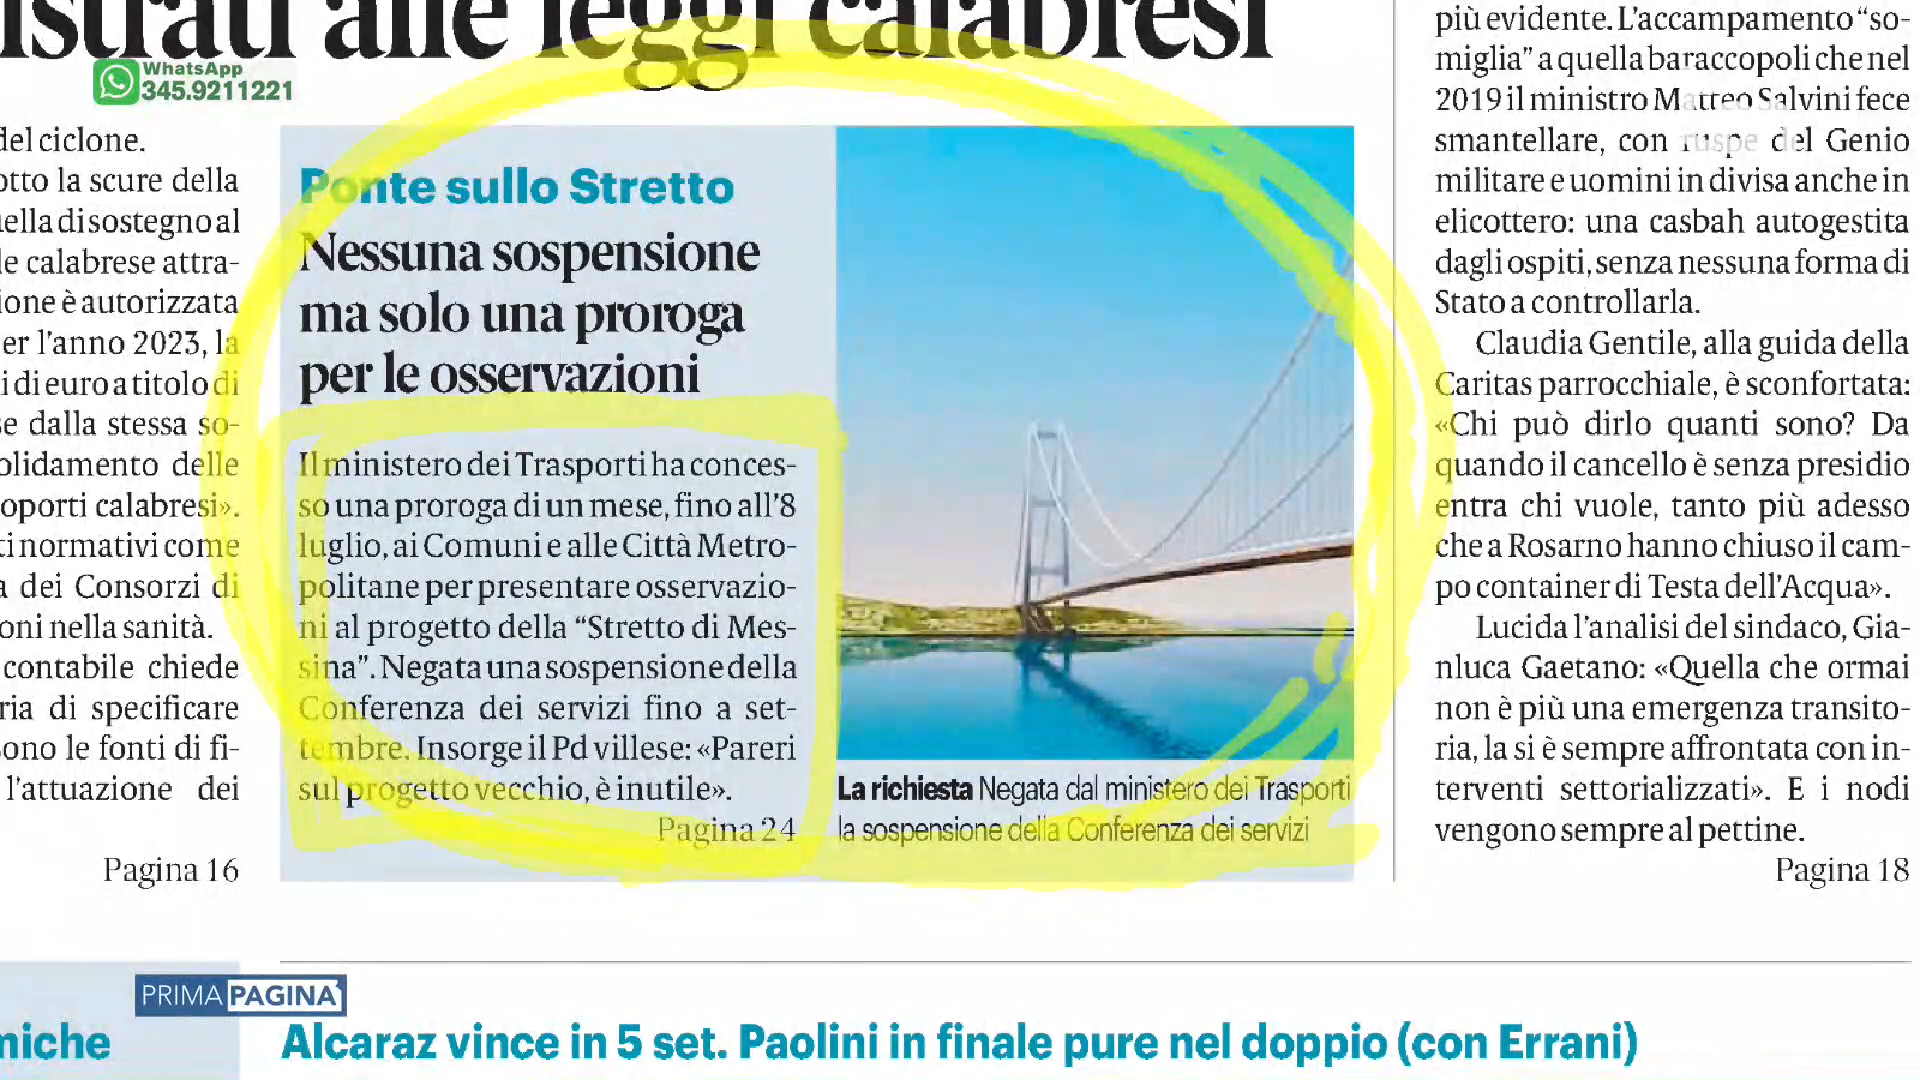 istrati alle leggi calabresi
WhatsApp
345.9211221
del ciclone.
otto la scure della
uella di sostegno al
le calabrese attra-
ione è autorizzata
er l'anno 2023, la
i di euro a titolo di
se dalla stessa so-
olidamento delle
oporti calabresi».
ti normativi come
a dei Consorzi di
oni nella sanità.
contabile chiede
ria di specificare
sono le fonti di fi-
l'attuazione dei
Pagina 16
Ponte sullo Stretto
Nessuna sospensione
ma solo una proroga
per le osservazioni
Il ministero dei Trasporti ha conces-
so una proroga di un mese, fino all'8
luglio, ai Comuni e alle Città Metro-
politane per presentare osservazio-
ni al progetto della “Stretto di Mes-
sina”. Negata una sospensione della
Conferenza dei servizi fino a set-
tembre. Insorge il Pd villese: «Pareri
sul progetto vecchio, è inutile».
Pagina 24
La richiesta Negata dal ministero dei Trasporti
la sospensione della Conferenza dei servizi
più evidente. L'accampamento “so-
miglia” a quella baraccopoli che nel
2019 il ministro Matteo Salvini fece
smantellare, con ruspe del Genio
militare e uomini in divisa anche in
elicottero: una casbah autogestita
dagli ospiti, senza nessuna forma di
Stato a controllarla.
Claudia Gentile, alla guida della
Caritas parrocchiale, è sconfortata:
«Chi può dirlo quanti sono? Da
quando il cancello è senza presidio
entra chi vuole, tanto più adesso
che a Rosarno hanno chiuso il cam-
po container di Testa dell'Acqua».
Lucida l'analisi del sindaco, Gia-
nluca Gaetano: «Quella che ormai
non è più una emergenza transito-
ria, la si è sempre affrontata con in-
terventi settorializzati». E i nodi
vengono sempre al pettine.
Pagina 18
PRIMA PAGINA
miche
Alcaraz vince in 5 set. Paolini in finale pure nel doppio (con Errani)